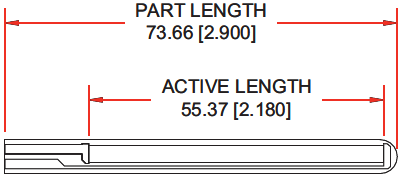 PART LENGTH
73.66 [2.900]
ACTIVE LENGTH
55.37 [2.180]